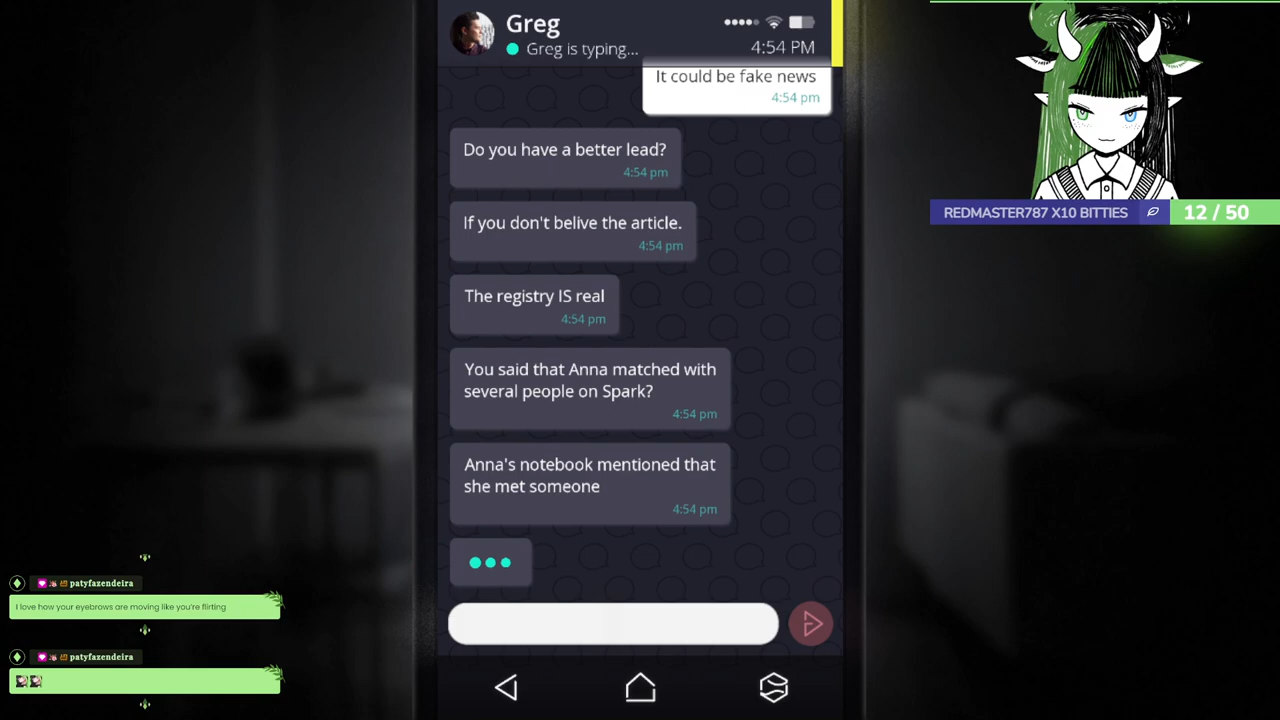 Greg
Greg is typing...
4:54 PM
It could be fake news
4:54 pm
Do you have a better lead?
4:54 pm
If you don't belive the article.
4:54 pm
The registry IS real
4:54 pm
You said that Anna matched with
several people on Spark?
4:54 pm
Anna's notebook mentioned that
she met someone
4:54 pm
REDMASTER787 X10 BITTIES
12 / 50
patyfazendeira
I love how your eyebrows are moving like you're flirting
patyfazendeira